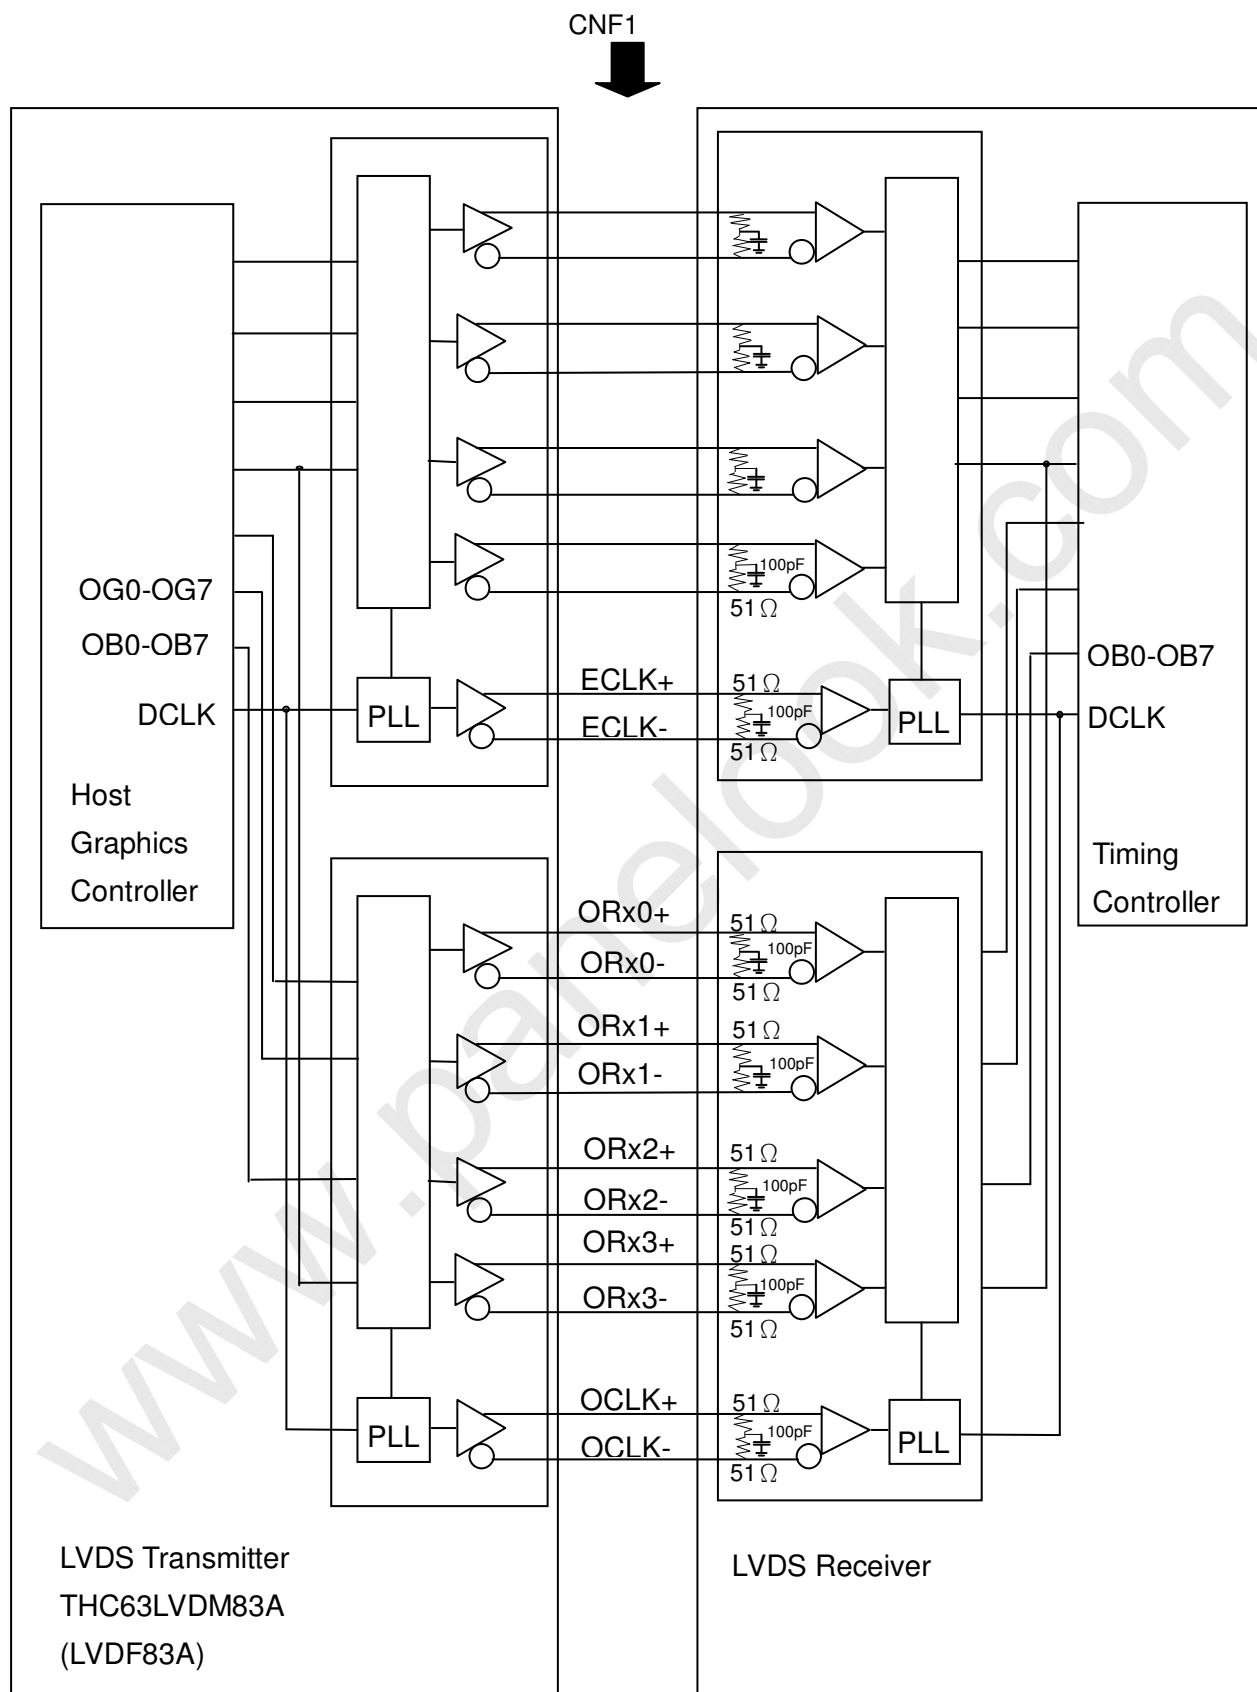 CNF1
100pF
51Ω
OG0-OG7
OB0-OB7
OB0-OB7
ECLK+
51Ω
DCLK
PLL
100pF
PLL
DCLK
ECLK-
51Ω
Host
Graphics
Controller
Timing
Controller
ORx0+
51Ω
100pF
ORx0-
51Ω
ORx1+
51Ω
100pF
ORx1-
51Ω
ORx2+
51Ω
100pF
ORx2-
51Ω
ORx3+
51Ω
100pF
ORx3-
51Ω
OCLK+
51Ω
PLL
100pF
PLL
OCLK-
51Ω
LVDS Transmitter
THC63LVDM83A
(LVDF83A)
LVDS Receiver
www.panelook.com